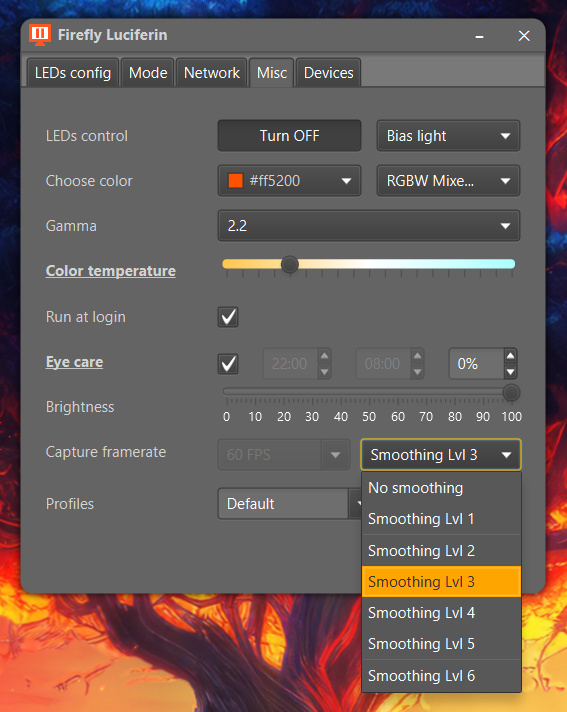 Firefly Luciferin
LEDs config Mode Network Misc Devices
LEDs control Turn OFF Bias light
Choose color #ff5200 RGBW Mixe...
Gamma 2.2
Color temperature
Run at login
Eye care 22:00 08:00 0%
Brightness
0 10 20 30 40 50 60 70 80 90 100
Capture framerate 60 FPS Smoothing Lvl 3
Profiles Default
No smoothing
Smoothing Lvl 1
Smoothing Lvl 2
Smoothing Lvl 3
Smoothing Lvl 4
Smoothing Lvl 5
Smoothing Lvl 6